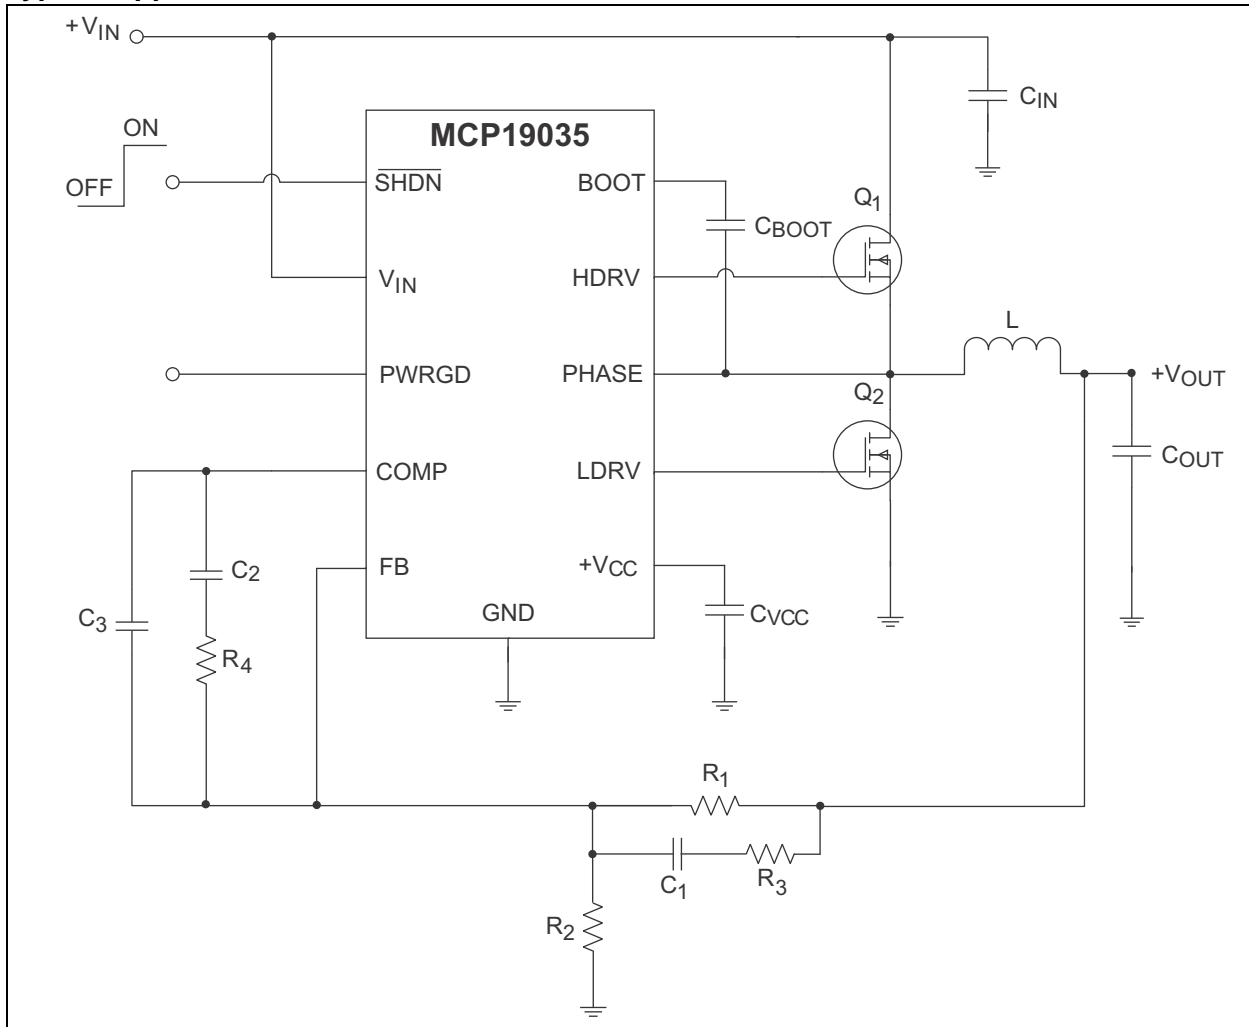 +VIN
ON
OFF
MCP19035
SHDN
BOOT
CBOOT
Q1
CIN
VIN
HDRV
L
PWRGD
PHASE
Q2
+VOUT
COMP
LDRV
COUT
C2
FB
+VCC
GND
CVCC
C3
R4
R1
C1
R3
R2